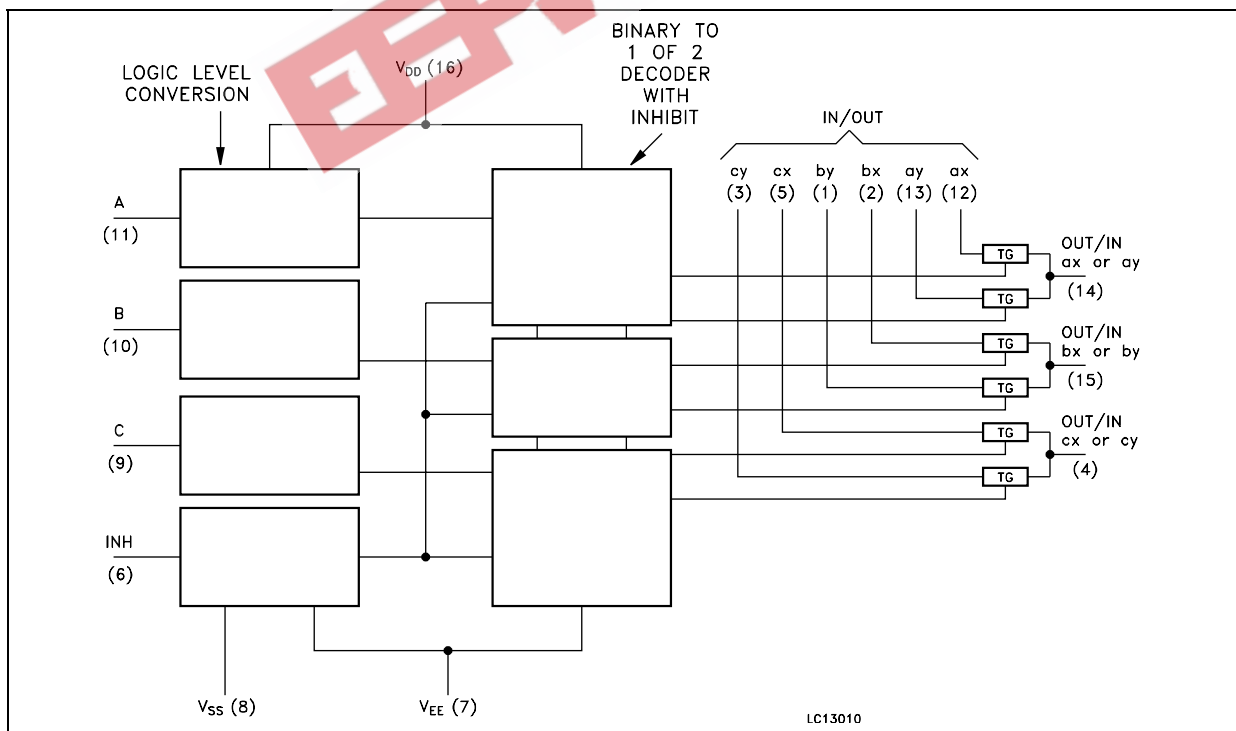 BINARY TO
1 OF 2
DECODER
WITH
INHIBIT
LOGIC LEVEL
CONVERSION
VDD (16)
IN/OUT
cy cx by bx ay ax
(3) (5) (1) (2) (13) (12)
A
(11)
TG
OUT/IN
ax or ay
(14)
TG
B
(10)
TG
OUT/IN
bx or by
(15)
TG
C
(9)
TG
OUT/IN
cx or cy
(4)
TG
INH
(6)
VSS (8)
VEE (7)
LC13010